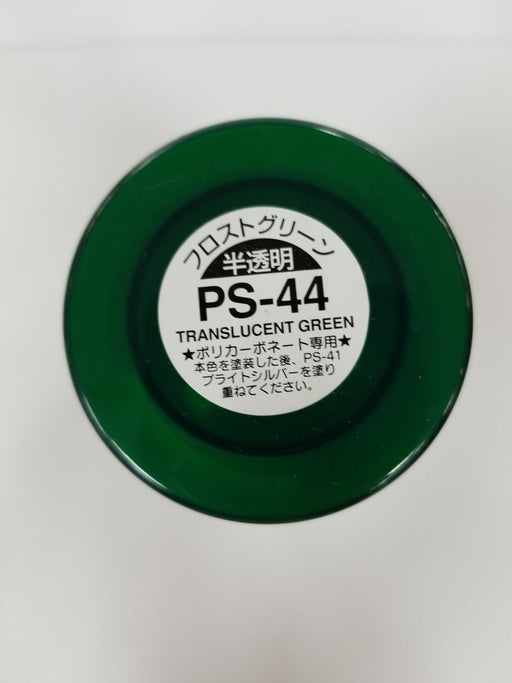 フロストグリーン
半透明
PS-44
TRANSLUCENT GREEN
★ポリカーボネート専用★
本色を塗装した後、PS-41
ブライトシルバーを塗り
重ねてください。